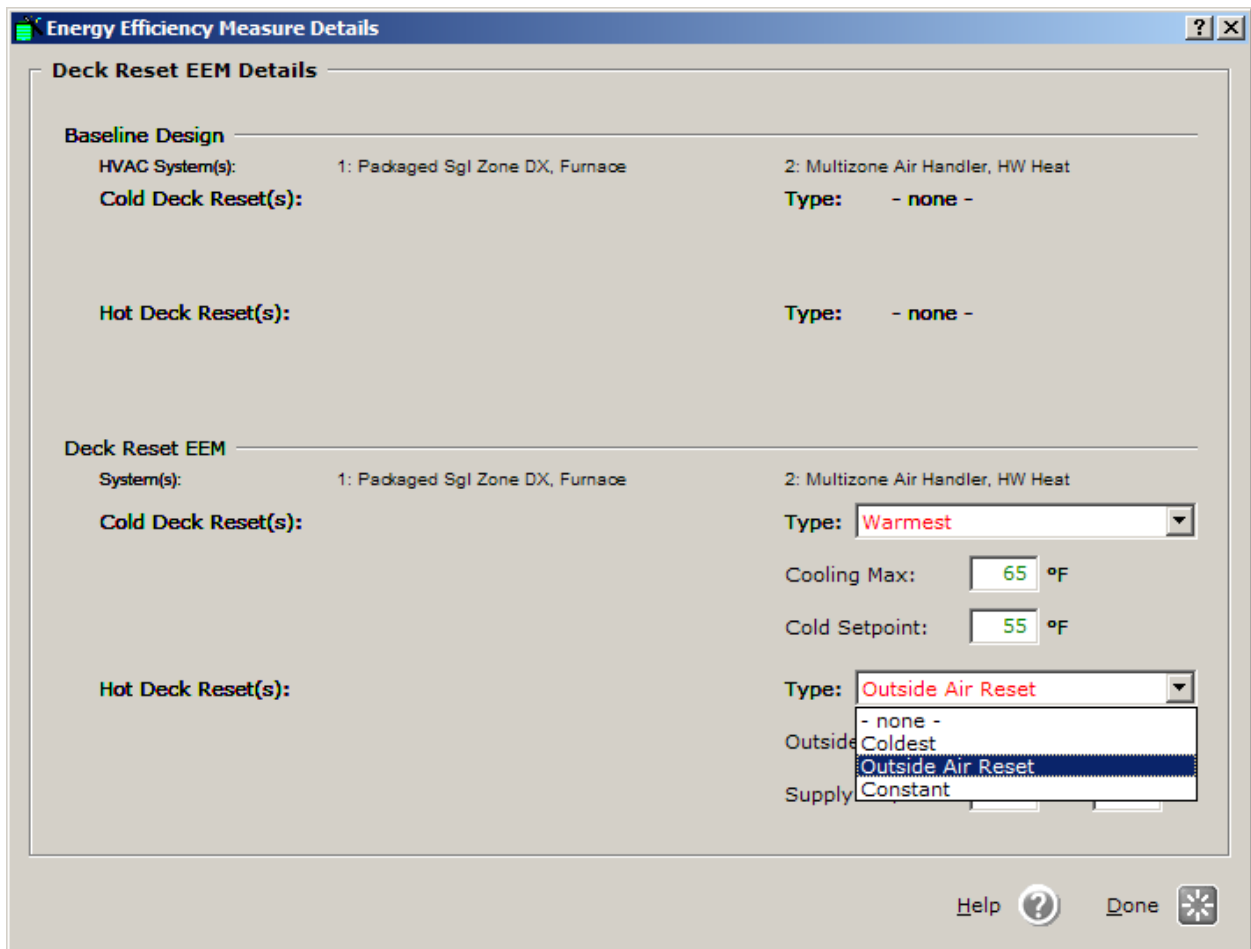 Energy Efficiency Measure Details
Deck Reset EEM Details
Baseline Design
HVAC System(s): 1: Packaged Sgl Zone DX, Furnace 2: Multizone Air Handler, HW Heat
Cold Deck Reset(s): Type: - none -
Hot Deck Reset(s): Type: - none -
Deck Reset EEM
System(s): 1: Packaged Sgl Zone DX, Furnace 2: Multizone Air Handler, HW Heat
Cold Deck Reset(s): Type: Warmest
Cooling Max: 65 ºF
Cold Setpoint: 55 ºF
Hot Deck Reset(s): Type: Outside Air Reset
- none -
Outside Coldest
Outside Air Reset
Supply Constant
Help ? Done